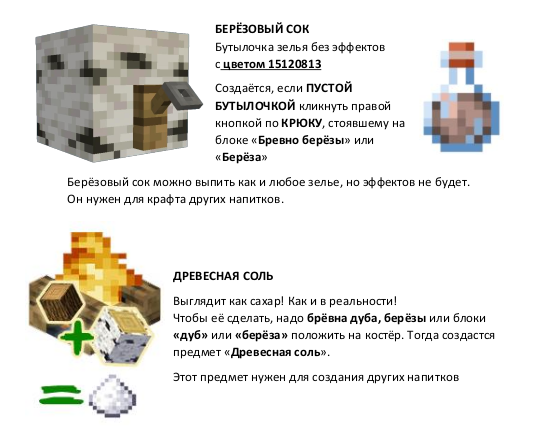 БЕРЁЗОВЫЙ СОК
Бутылочка зелья без эффектов
с цветом 15120813
Создаётся, если ПУСТОЙ
БУТЫЛОЧКОЙ кликнуть правой
кнопкой по КРЮКУ, стоявшему на
блоке «Бревно берёзы» или
«Берёза»
Берёзовый сок можно выпить как и любое зелье, но эффектов не будет.
Он нужен для крафта других напитков.
ДРЕВЕСНАЯ СОЛЬ
Выглядит как сахар! Как и в реальности!
Чтобы её сделать, надо брёвна дуба, берёзы или блоки
«дуб» или «берёза» положить на костёр. Тогда создастся
предмет «Древесная соль».
Этот предмет нужен для создания других напитков